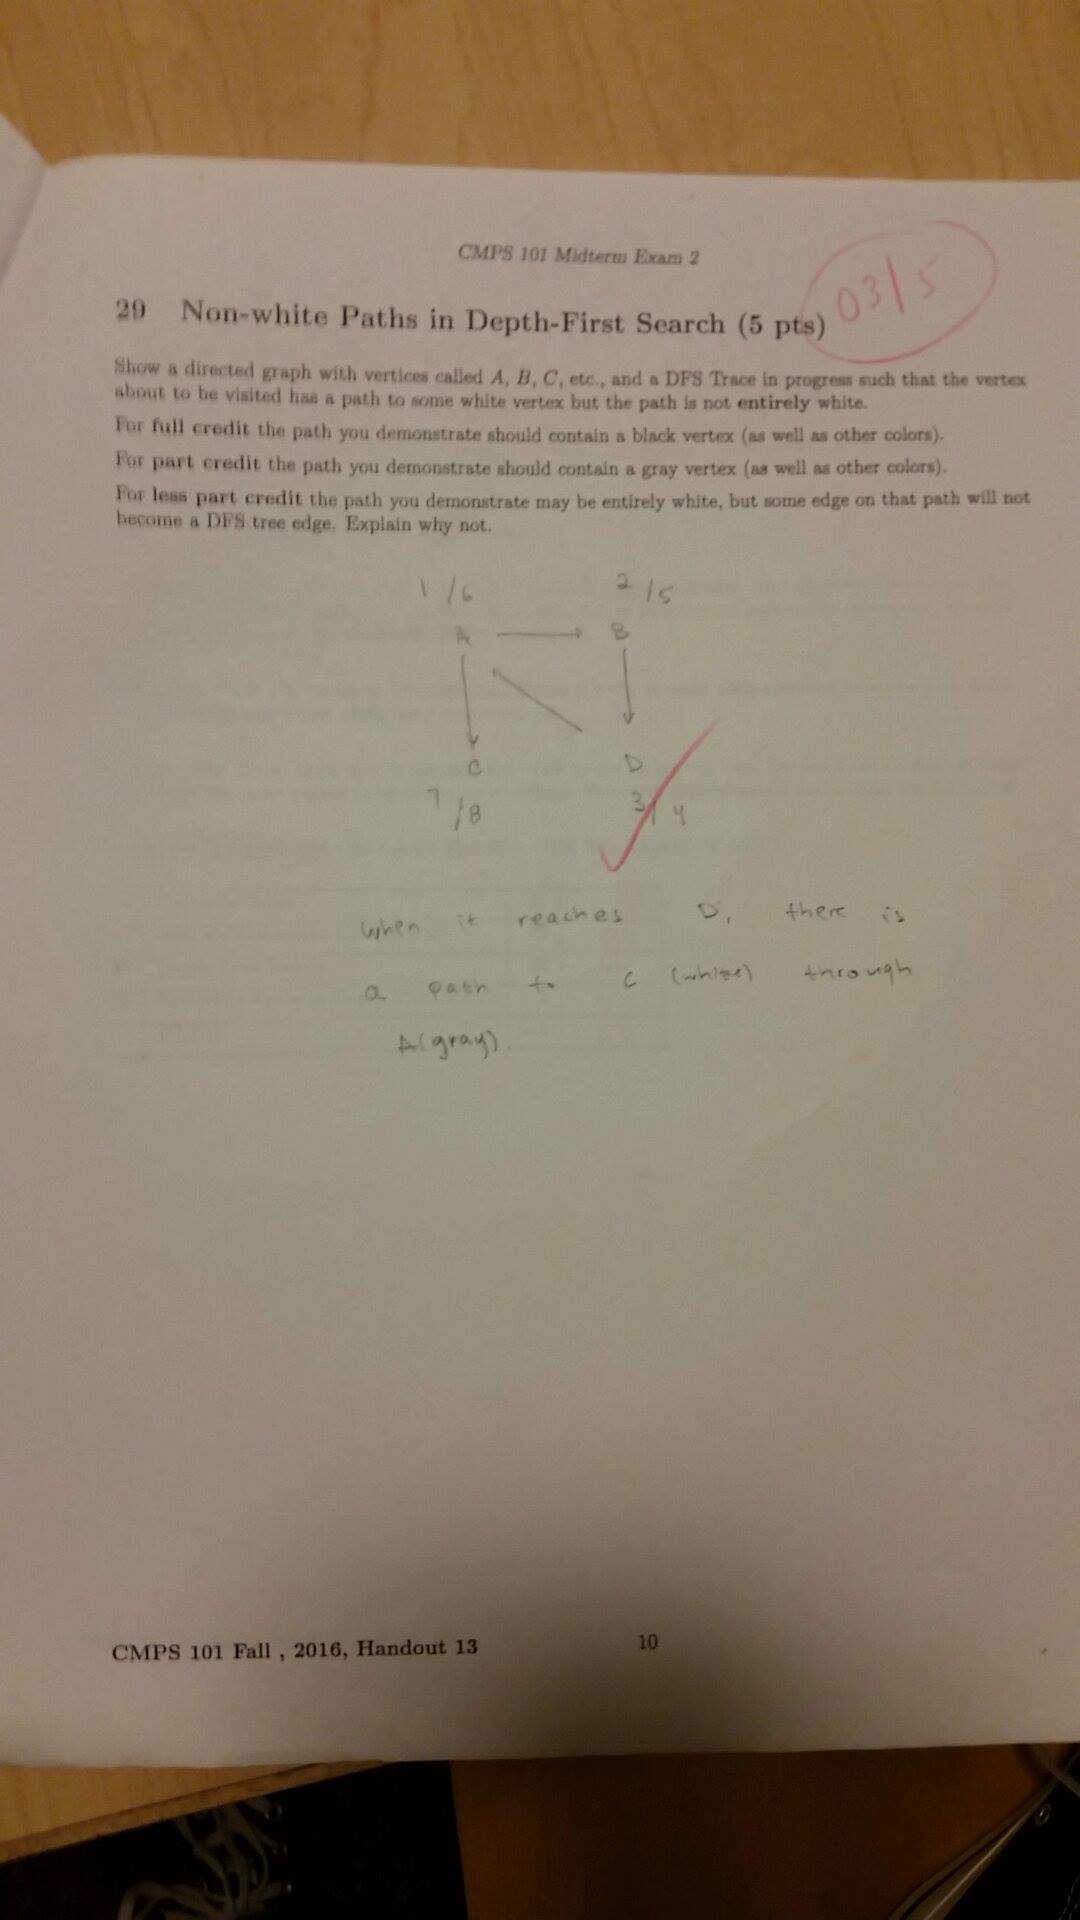 CMPS 101 Midterm Exam 2
03/5
29 Non-white Paths in Depth-First Search (5 pts)
Show a directed graph with vertices called A, B, C, etc., and a DFS Trace in progress such that the vertex
about to be visited has a path to some white vertex but the path is not entirely white.
For full credit the path you demonstrate should contain a black vertex (as well as other colors).
For part credit the path you demonstrate should contain a gray vertex (as well as other colors).
For less part credit the path you demonstrate may be entirely white, but some edge on that path will not
become a DFS tree edge. Explain why not.
1/6 2/5
A B
C D
7/8 3/4
when it reaches D, there is
a path to C (white) through
A(gray).
CMPS 101 Fall , 2016, Handout 13 10